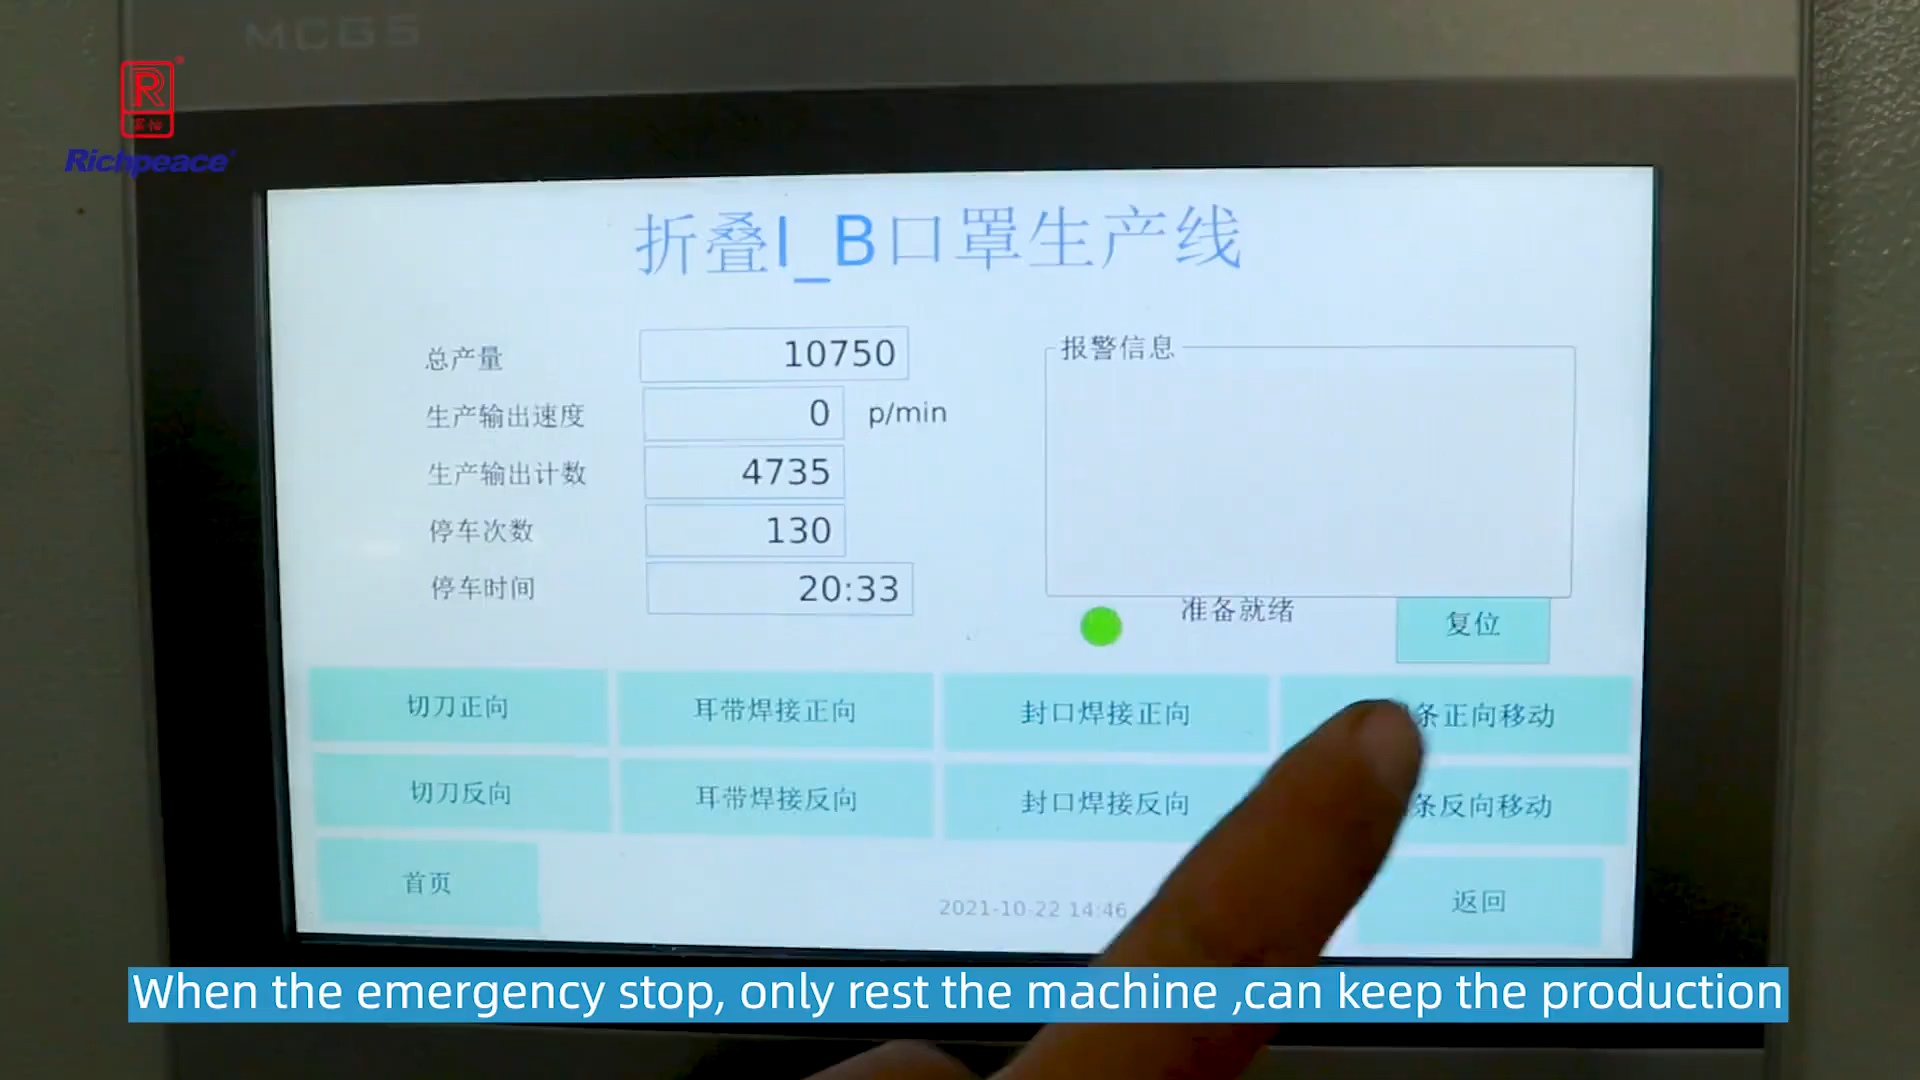 MCGS
R
富怡
Richpeace
折叠I_B口罩生产线
总产量 10750
生产输出速度 0 p/min
生产输出计数 4735
停车次数 130
停车时间 20:33
报警信息
准备就绪
复位
切刀正向 耳带焊接正向 封口焊接正向 条正向移动
切刀反向 耳带焊接反向 封口焊接反向 条反向移动
首页
2021-10-22 14:46
返回
When the emergency stop, only rest the machine ,can keep the production